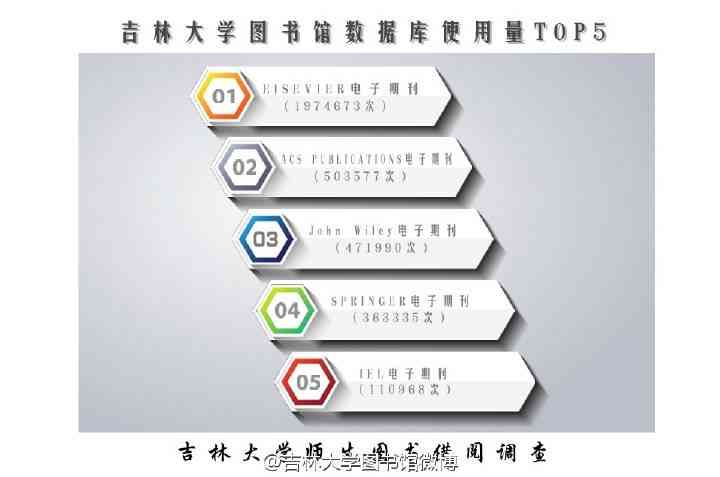 吉林大学图书馆数据库使用量TOP5
01
EISEVIER电子期刊
(1974673次)
02
ACS PUBLICATIONS电子期刊
(503577次)
03
John Wiley电子期刊
(471990次)
04
SPRINGER电子期刊
(363335次)
05
IEL电子期刊
(110968次)
吉林大学师生图书借阅调查
@吉林大学图书馆微博